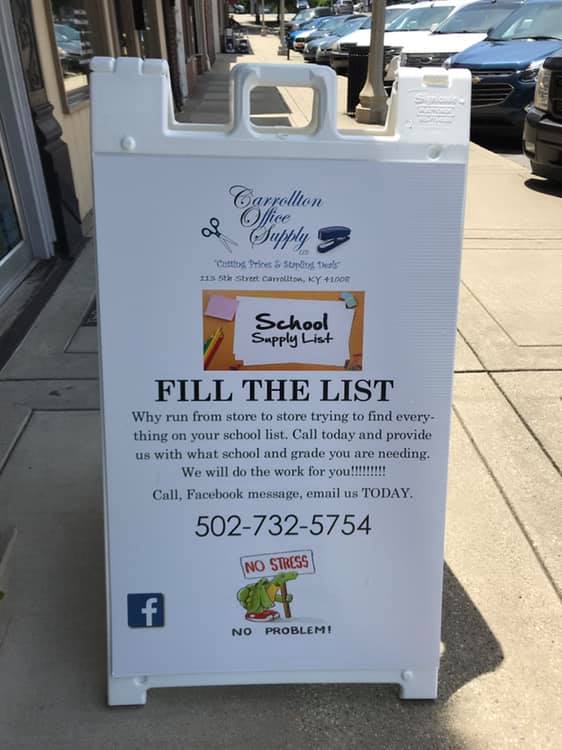 Carrollton
Office
Supply
LLC
"Cutting Prices & Stapling Deals"
113 5th Street Carrollton, KY 41008
School
Supply List
FILL THE LIST
Why run from store to store trying to find every-
thing on your school list. Call today and provide
us with what school and grade you are needing.
We will do the work for you!!!!!!!!!
Call, Facebook message, email us TODAY.
502-732-5754
NO STRESS
f
NO PROBLEM!